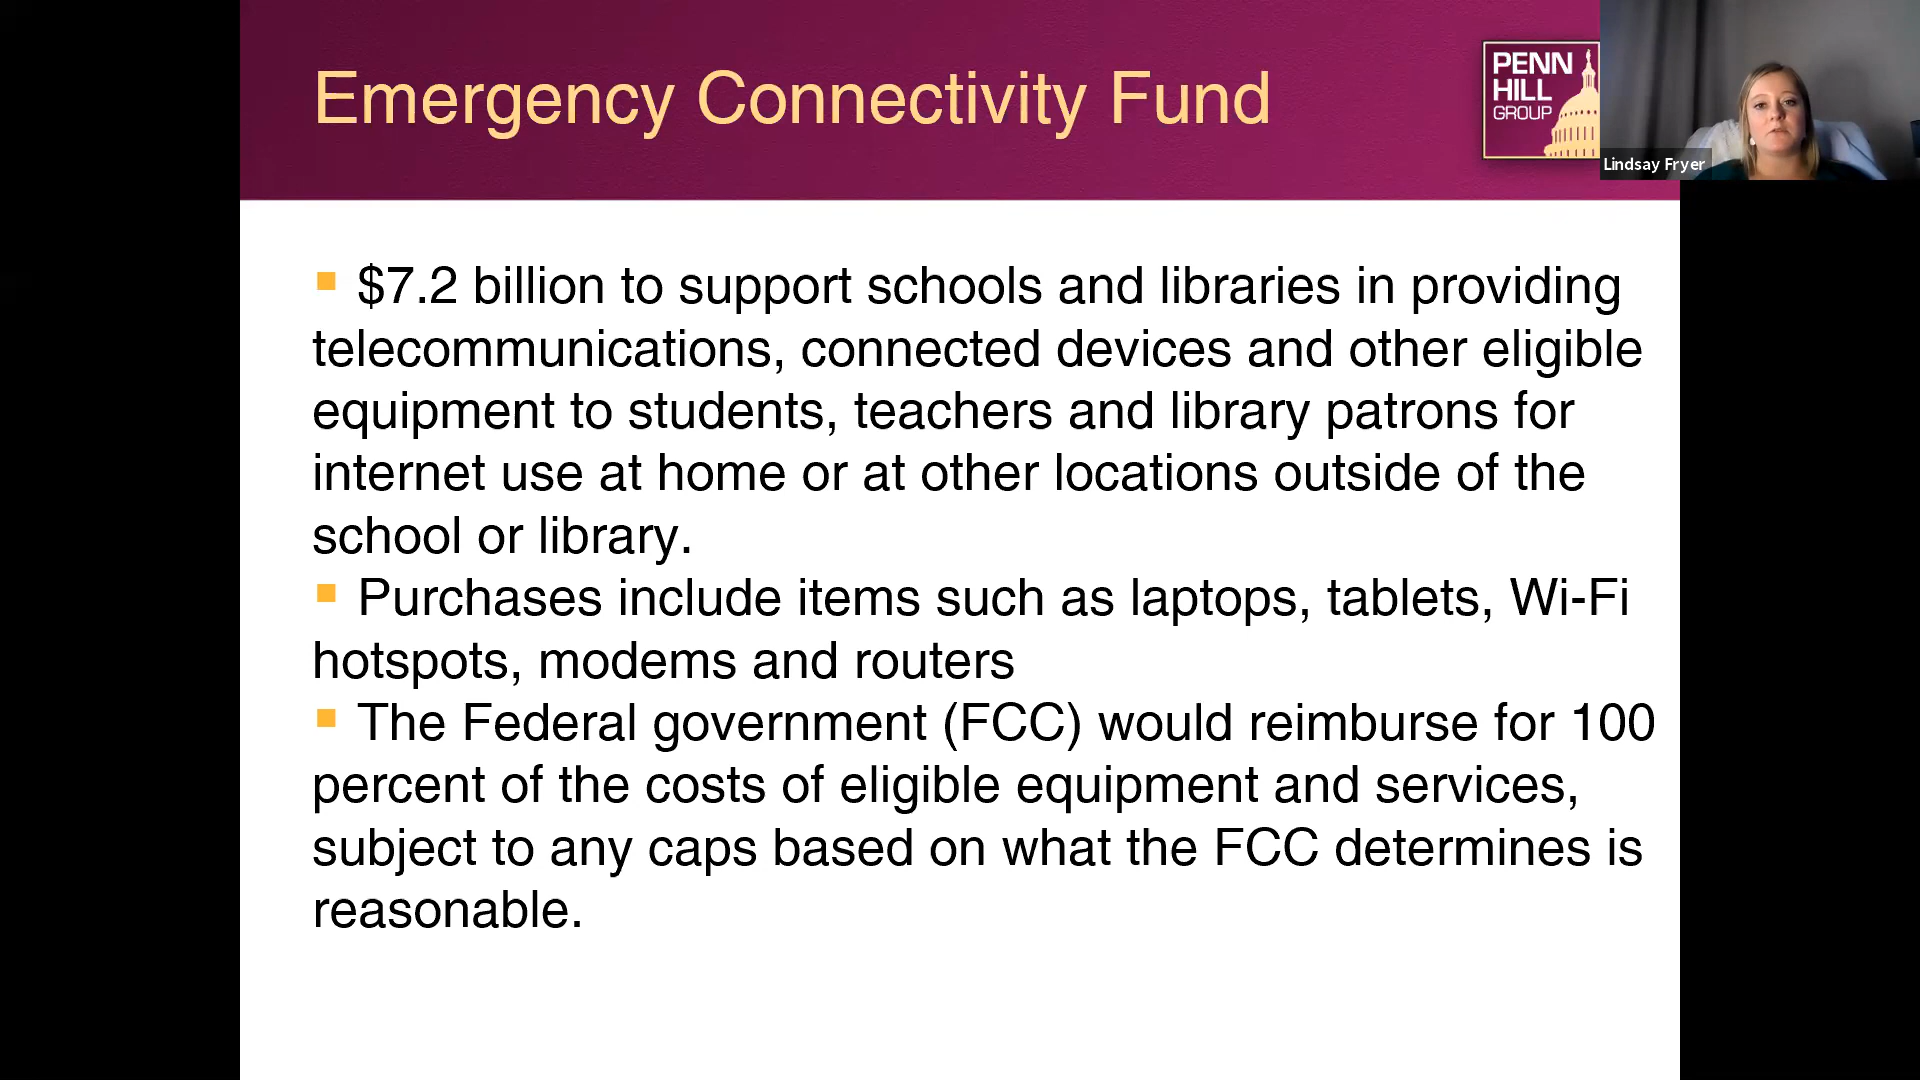 Emergency Connectivity Fund
PENN
HILL
GROUP
Lindsay Fryer
$7.2 billion to support schools and libraries in providing
telecommunications, connected devices and other eligible
equipment to students, teachers and library patrons for
internet use at home or at other locations outside of the
school or library.
Purchases include items such as laptops, tablets, Wi-Fi
hotspots, modems and routers
The Federal government (FCC) would reimburse for 100
percent of the costs of eligible equipment and services,
subject to any caps based on what the FCC determines is
reasonable.